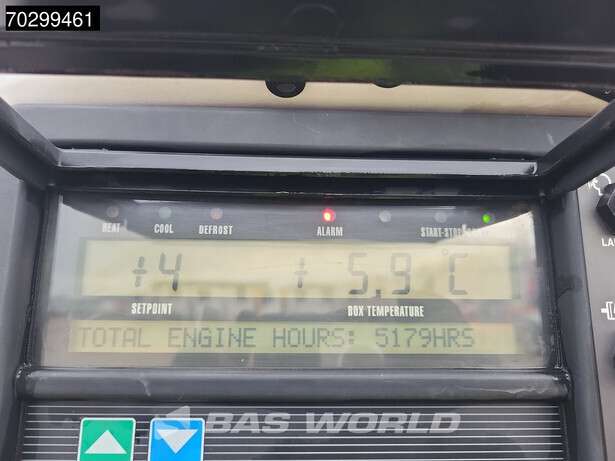 70299461
HEAT COOL DEFROST ALARM START-STOP
+4 + 5,9 °C
SETPOINT BOX TEMPERATURE
TOTAL ENGINE HOURS: 5179HRS
BAS WORLD